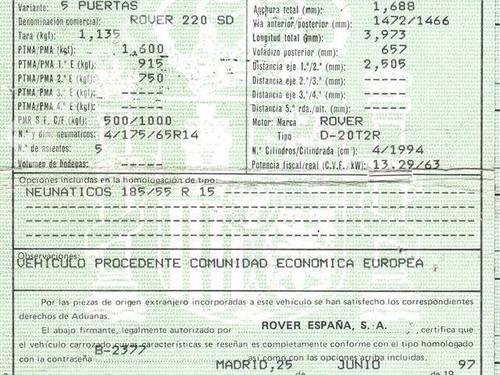 Variante: 5 PUERTAS
Denominación comercial: ROVER 220 SD
Tara (kgf): 1,135
PTMA/PMA (kgf): 1,600
PTMA/PMA 1.º E (kgf): 915
PTMA/PMA 2.º E (kgf): 750
PTMA/PMA 3.º E (kgf): ----------
PTMA/PMA 4.º E (kgf): ----------
PMR S.F. C/F (kgf): 500/1000
N.º y dim. neumáticos: 4/175/65R14
N.º de asientos: 5
Volumen de bodegas: ----------
Anchura total (mm): 1,688
Vía anterior/posterior (mm): 1472/1466
Longitud total (mm): 3,973
Voladizo posterior (mm): 657
Distancia eje 1.º/2.º (mm): 2,505
Distancia eje 2.º/3.º (mm): ----------
Distancia eje 3.º/4.º (mm): ----------
Distancia 5.ª rda./ult. (mm): ----------
Motor: Marca ROVER
Tipo D-20T2R
N.º Cilindros/Cilindrada (cm³): 4/1994
Potencia fiscal/real (C.V.F./kW): 13.29/63
Opciones incluidas en la homologación de tipo:
NEUNATICOS 185/55 R 15
Observaciones:
VEHICULO PROCEDENTE COMUNIDAD ECONOMICA EUROPEA
Por las piezas de origen extranjero incorporadas a este vehículo se han satisfecho los correspondientes
derechos de Aduanas.
El abajo firmante, legalmente autorizado por ROVER ESPAÑA, S. A. , certifica que
el vehículo carrozado cuyas características se reseñan es completamente conforme con el tipo homologado
con la contraseña B-2377 así como con las opciones arriba incluidas.
MADRID, 25 de JUNIO de 19 97